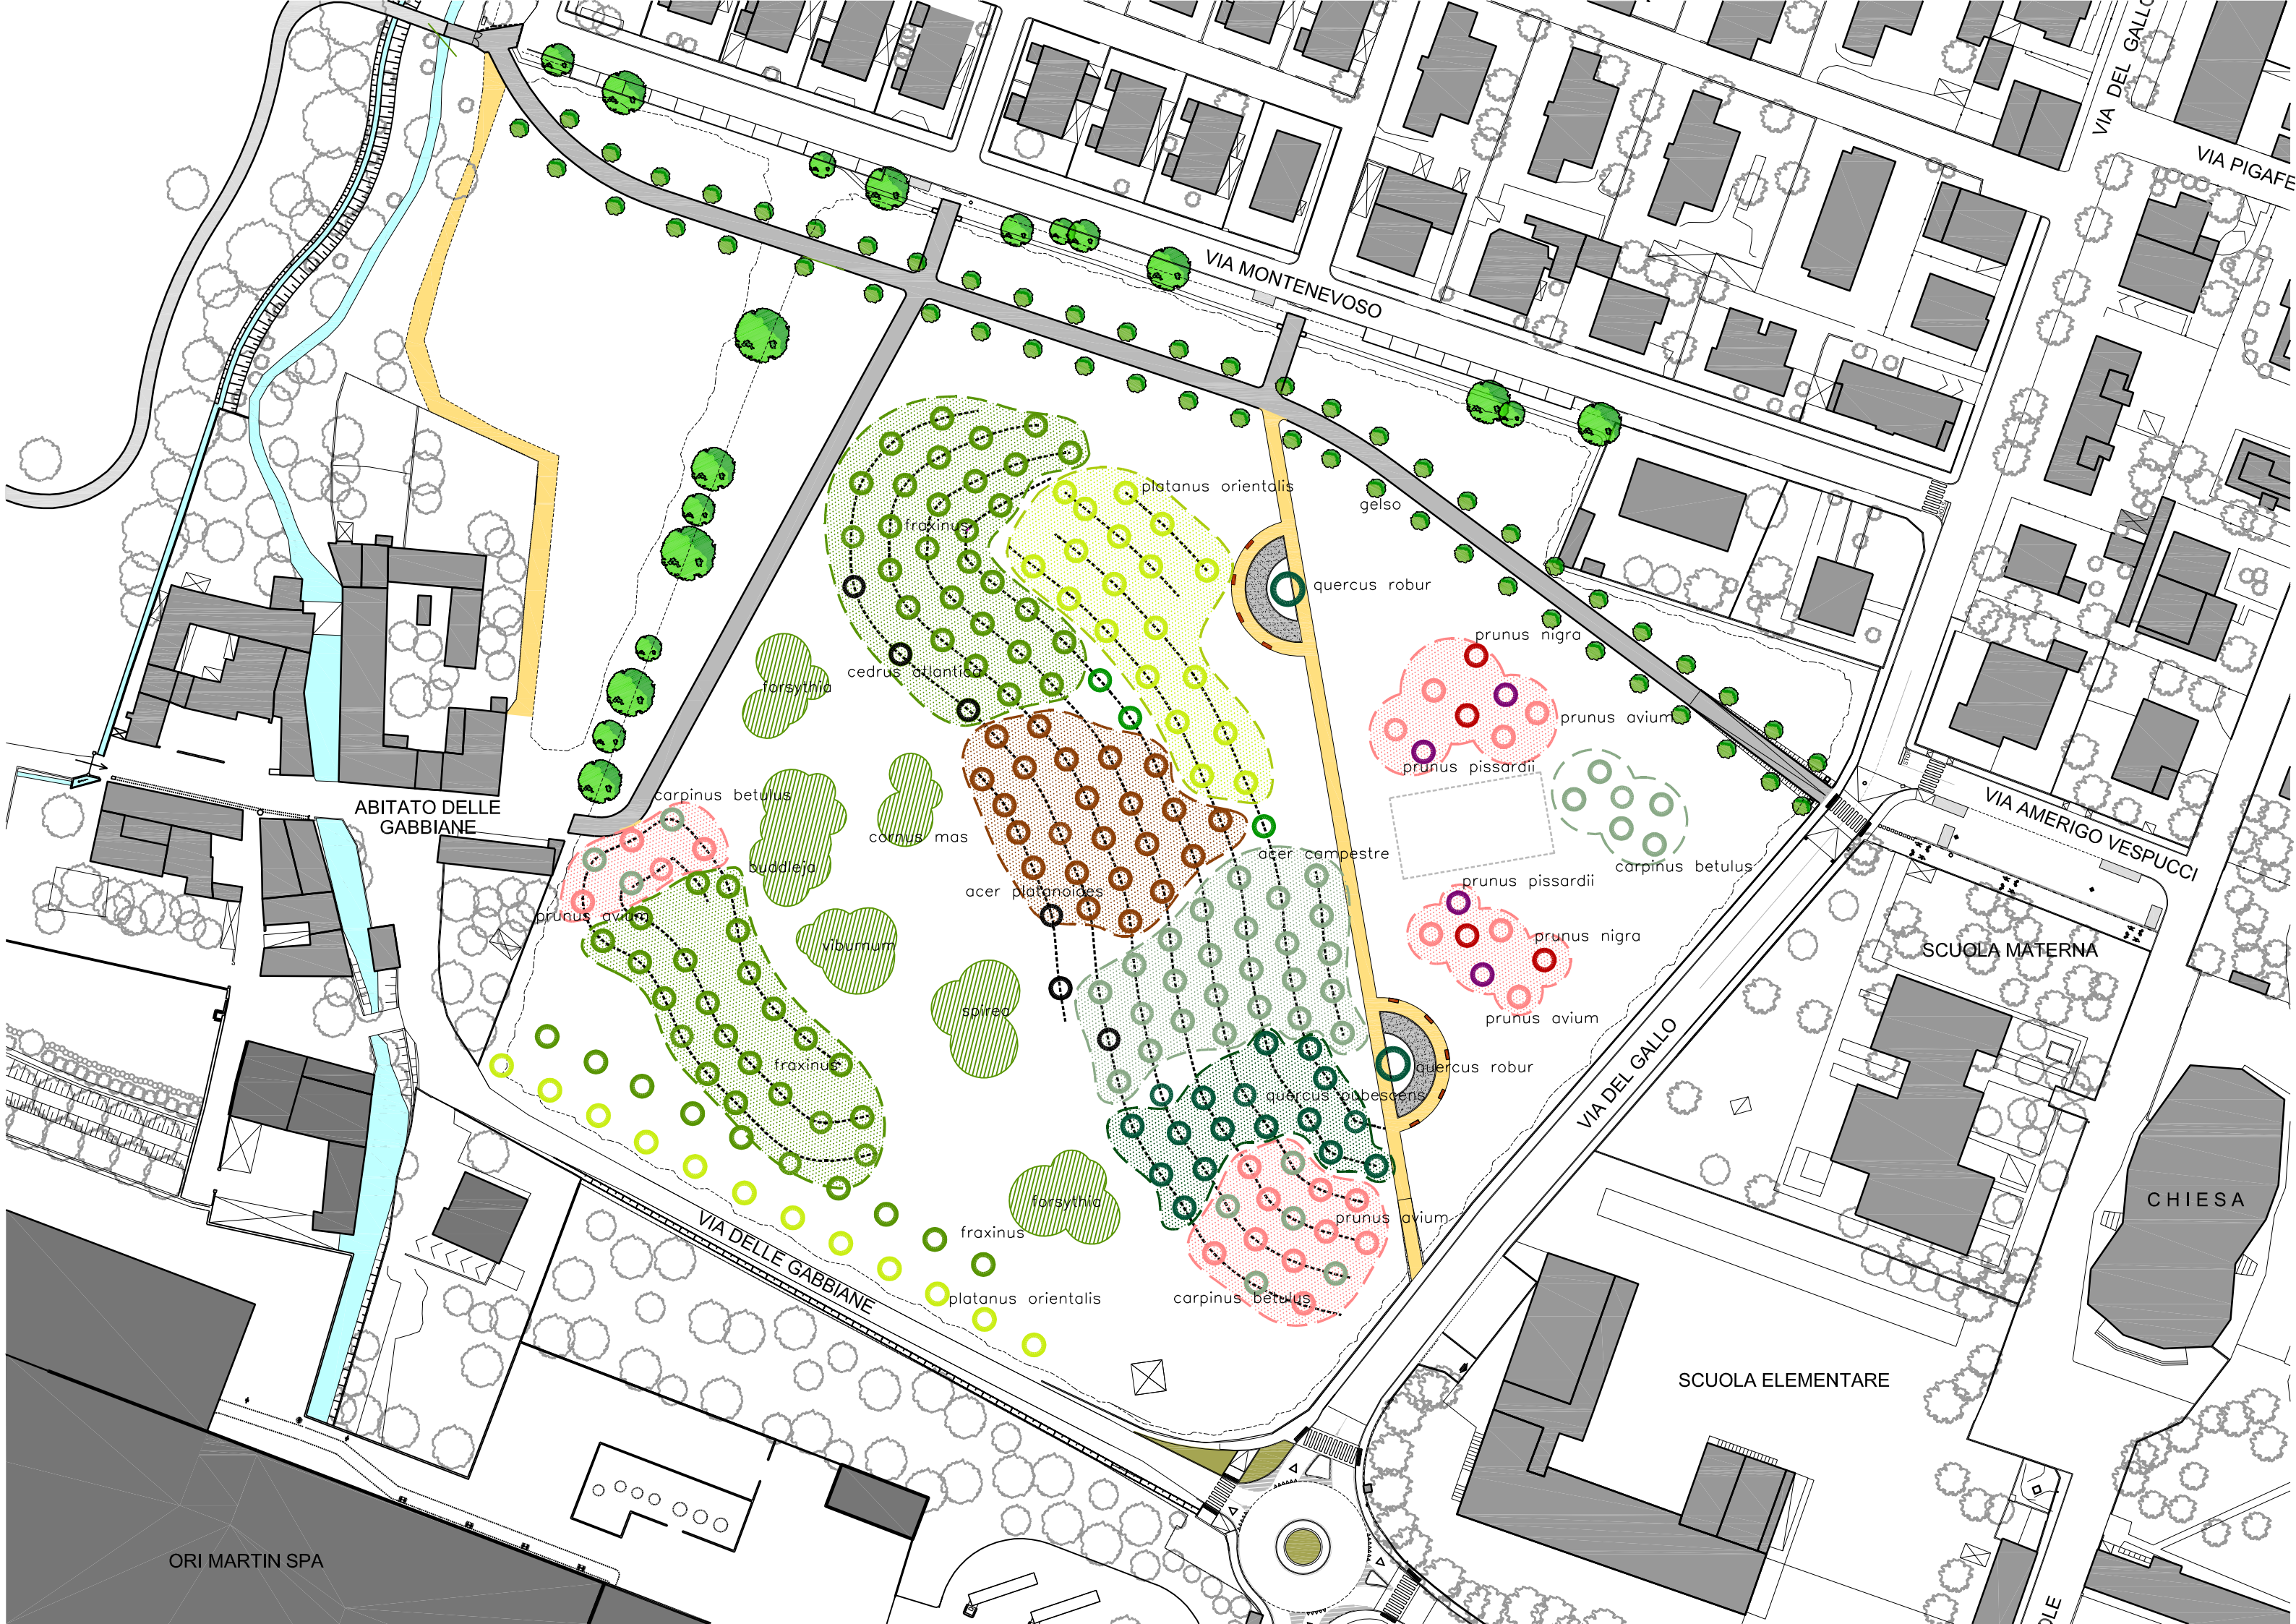 VIA DEL GALLO
VIA PIGAFE
VIA MONTENEVOSO
platanus orientalis
gelso
fraxinus
quercus robur
prunus nigra
cedrus atlantica
forsythia
prunus avium
prunus pissardii
carpinus betulus
VIA AMERIGO VESPUCCI
ABITATO DELLE
GABBIANE
cornus mas
acer campestre
buddleja
carpinus betulus
prunus pissardii
acer platanoides
prunus avium
viburnum
prunus nigra
SCUOLA MATERNA
spirea
prunus avium
fraxinus
quercus robur
VIA DEL GALLO
quercus pubescens
forsythia
CHIESA
prunus avium
fraxinus
VIA DELLE GABBIANE
platanus orientalis
carpinus betulus
SCUOLA ELEMENTARE
ORI MARTIN SPA
OLE